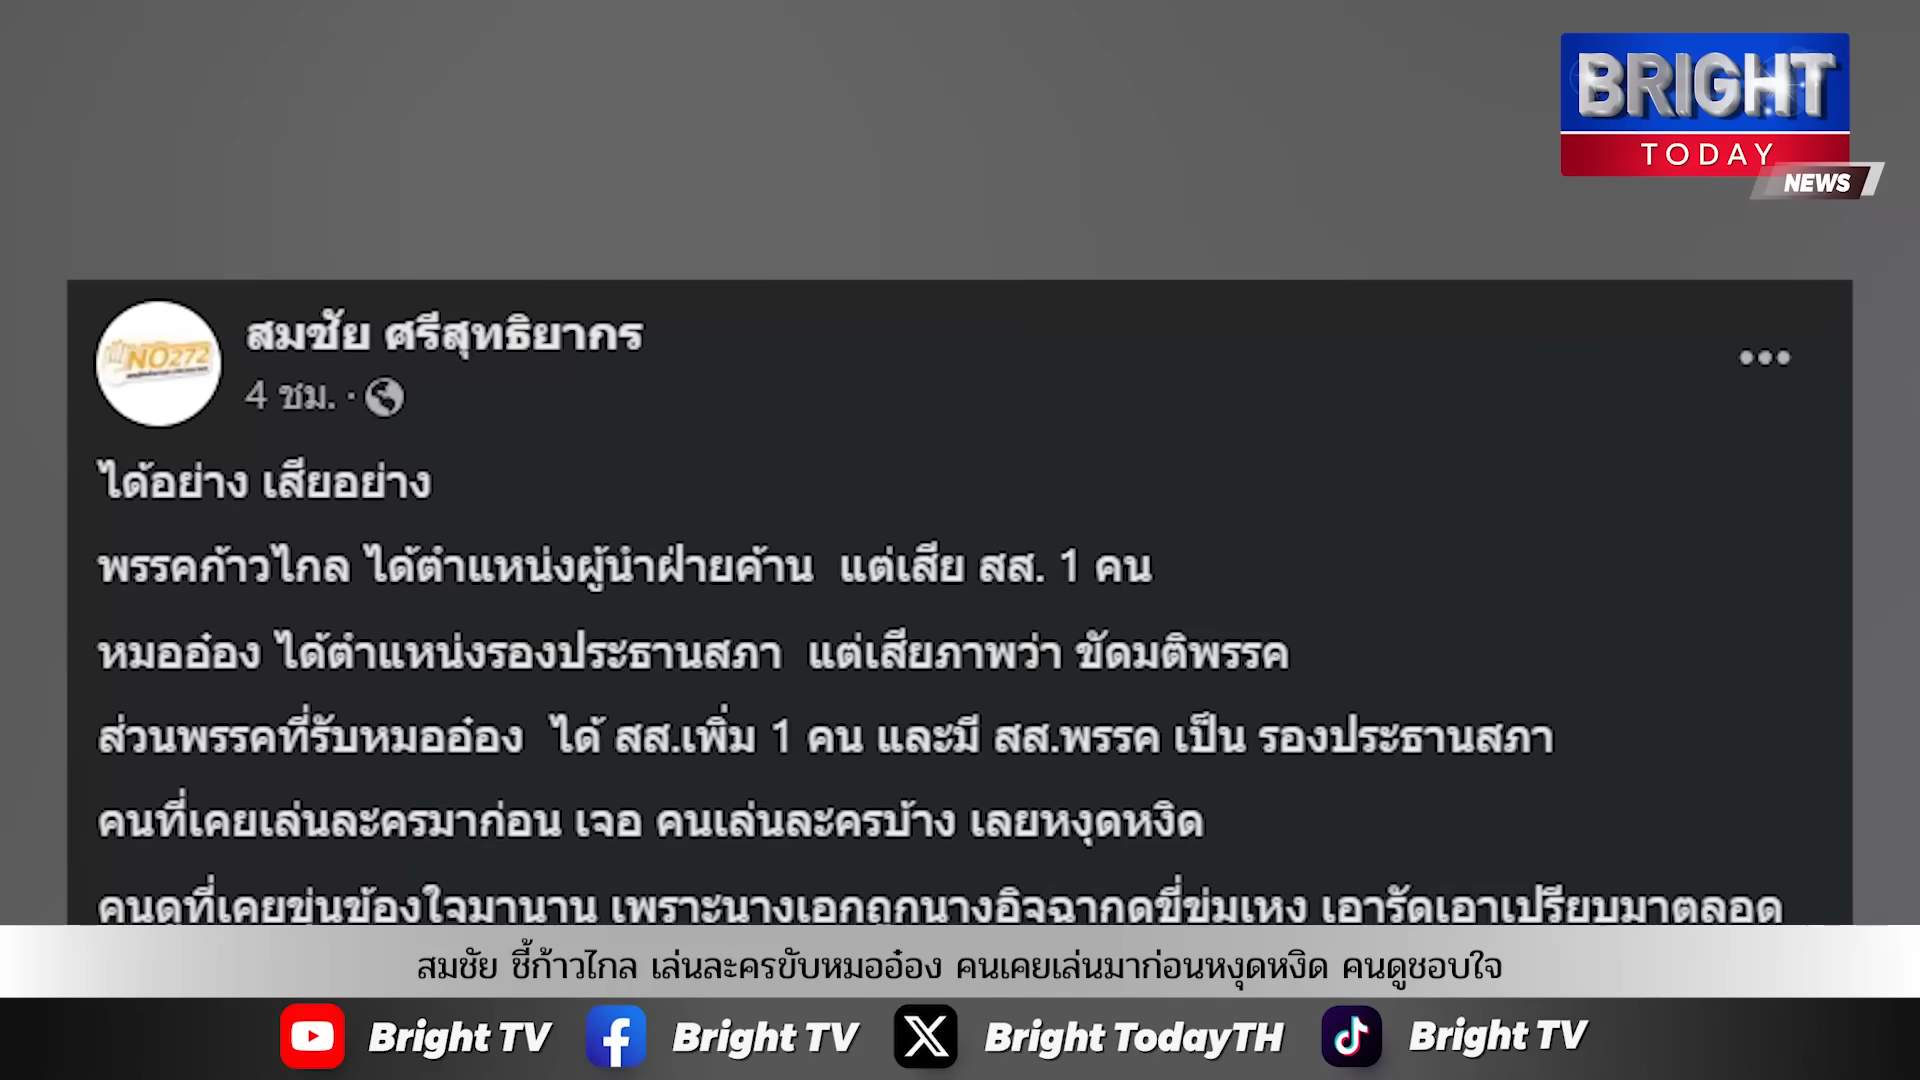 BRIGHT
TODAY
NEWS
NO272
สมชัย ศรีสุทธิยากร
4 ชม. ·
ได้อย่าง เสียอย่าง
พรรคก้าวไกล ได้ตำแหน่งผู้นำฝ่ายค้าน แต่เสีย สส. 1 คน
หมออ๋อง ได้ตำแหน่งรองประธานสภา แต่เสียภาพว่า ขัดมติพรรค
ส่วนพรรคที่รับหมออ๋อง ได้ สส.เพิ่ม 1 คน และมี สส.พรรค เป็น รองประธานสภา
คนที่เคยเล่นละครมาก่อน เจอ คนเล่นละครบ้าง เลยหงุดหงิด
คนดูที่เคยขุ่นข้องใจมานาน เพราะนางเอกถูกนางอิจฉากดขี่ข่มเหง เอารัดเอาเปรียบมาตลอด
สมชัย ชี้ก้าวไกล เล่นละครขับหมออ๋อง คนเคยเล่นมาก่อนหงุดหงิด คนดูชอบใจ
Bright TV Bright TV Bright TodayTH Bright TV